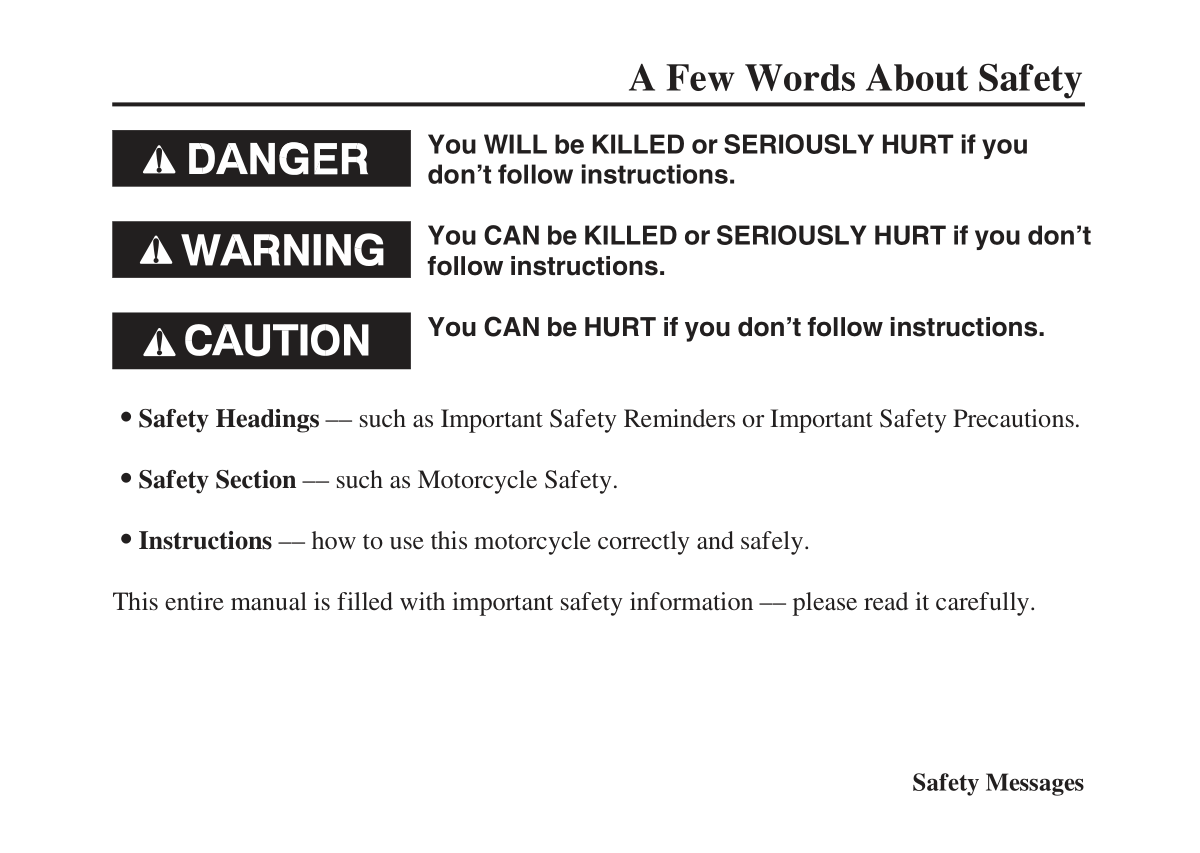 A Few Words About Safety
⚠ DANGER
You WILL be KILLED or SERIOUSLY HURT if you
don’t follow instructions.
⚠ WARNING
You CAN be KILLED or SERIOUSLY HURT if you don’t
follow instructions.
⚠ CAUTION
You CAN be HURT if you don’t follow instructions.
• Safety Headings — such as Important Safety Reminders or Important Safety Precautions.
• Safety Section — such as Motorcycle Safety.
• Instructions — how to use this motorcycle correctly and safely.
This entire manual is filled with important safety information — please read it carefully.
Safety Messages